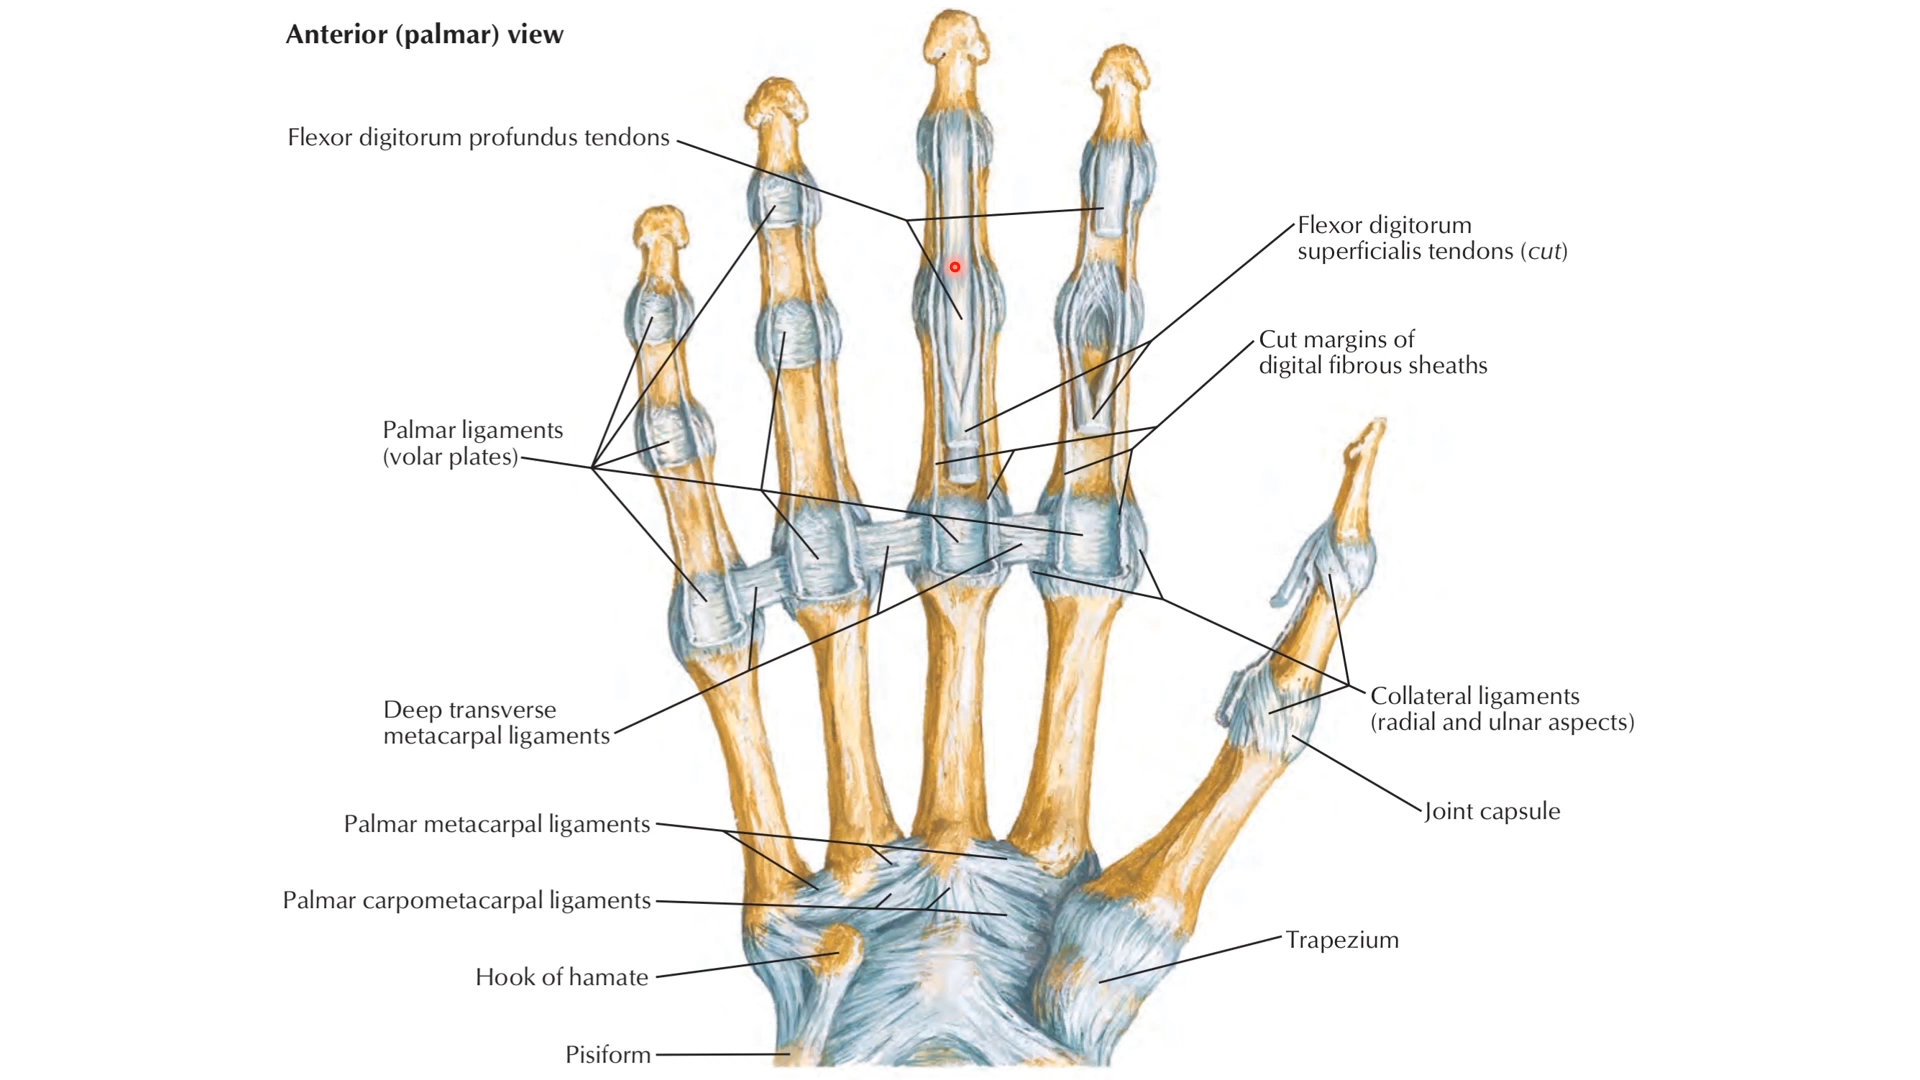 Anterior (palmar) view
Flexor digitorum profundus tendons
Flexor digitorum
superficialis tendons (cut)
Cut margins of
digital fibrous sheaths
Palmar ligaments
(volar plates)
Deep transverse
metacarpal ligaments
Collateral ligaments
(radial and ulnar aspects)
Joint capsule
Palmar metacarpal ligaments
Palmar carpometacarpal ligaments
Trapezium
Hook of hamate
Pisiform